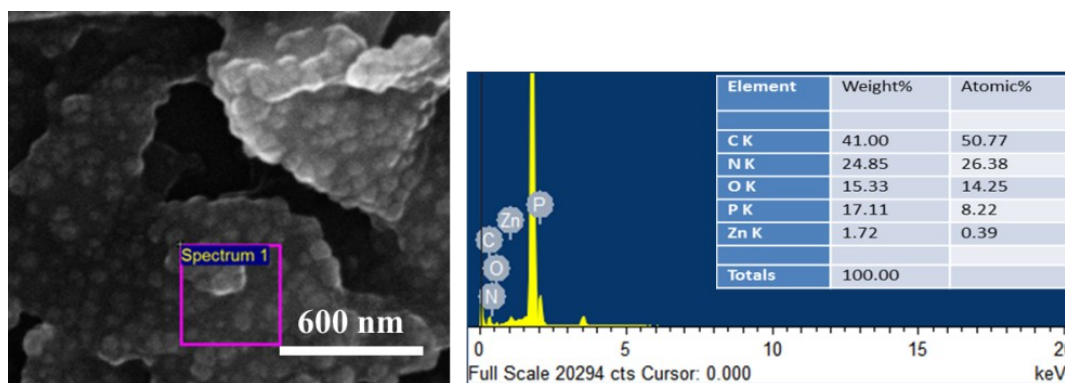 Spectrum 1
600 nm
Element Weight% Atomic%
C K 41.00 50.77
N K 24.85 26.38
O K 15.33 14.25
P K 17.11 8.22
Zn K 1.72 0.39
Totals 100.00
Zn P
C
O
N
0 5 10 15 20
Full Scale 20294 cts Cursor: 0.000 keV